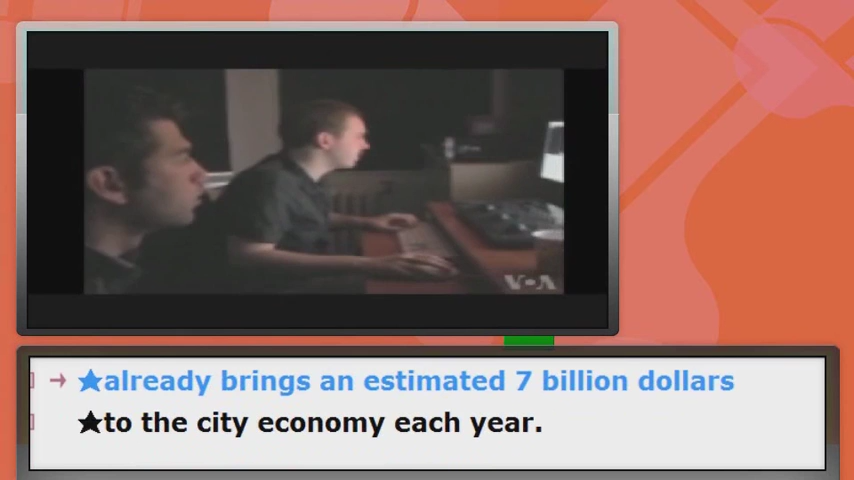 VOA
→ ★already brings an estimated 7 billion dollars
★to the city economy each year.